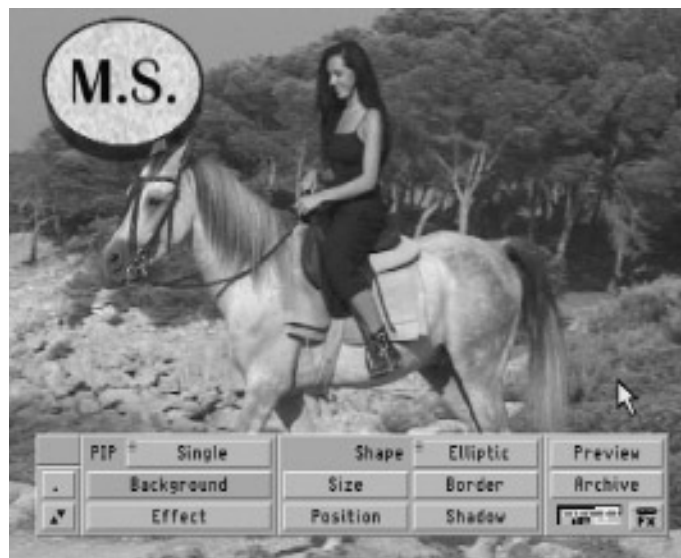 M.S.
PIP Single Shape Elliptic Preview
Background Size Border Archive
Effect Position Shadow FX